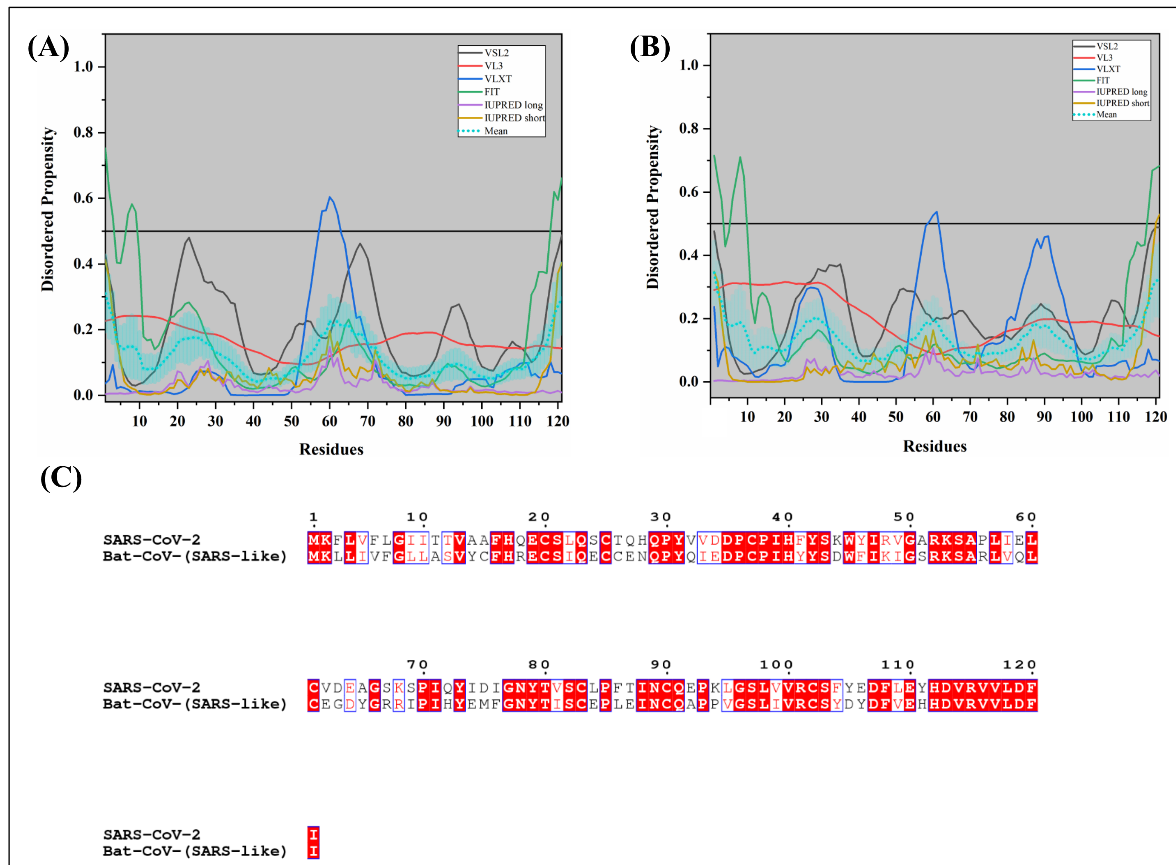 (A)
VSL2
VL3
VLXT
FIT
IUPRED long
IUPRED short
Mean
Disordered Propensity
1.0
0.8
0.6
0.4
0.2
0.0
10 20 30 40 50 60 70 80 90 100 110 120
Residues
(B)
VSL2
VL3
VLXT
FIT
IUPRED long
IUPRED short
Mean
Disordered Propensity
1.0
0.8
0.6
0.4
0.2
0.0
10 20 30 40 50 60 70 80 90 100 110 120
Residues
(C)
1 10 20 30 40 50 60
SARS-CoV-2 MKFLVFLGIITTVAAFHQECSLQSCTQHQPYVVDDPCPIHFYSKWYIRVGARKSAPLIEL
Bat-CoV-(SARS-like) MKLLIVFGLLASVYCFHRECSIQECCENQPYQIEDPCPIHYYSDWFIKIGSRKSARLVQL
70 80 90 100 110 120
SARS-CoV-2 CVDEAGSKSPIQYIDIGNYTVSCLPFTINCQEPKLGSLVVRCSFYEDFLEYHDVRVVLDF
Bat-CoV-(SARS-like) CEGDYGRRIPIHYEMFGNYTISCEPLEINCQAPPVGSLIVRCSYDYDFVEHHDVRVVLDF
SARS-CoV-2 I
Bat-CoV-(SARS-like) I